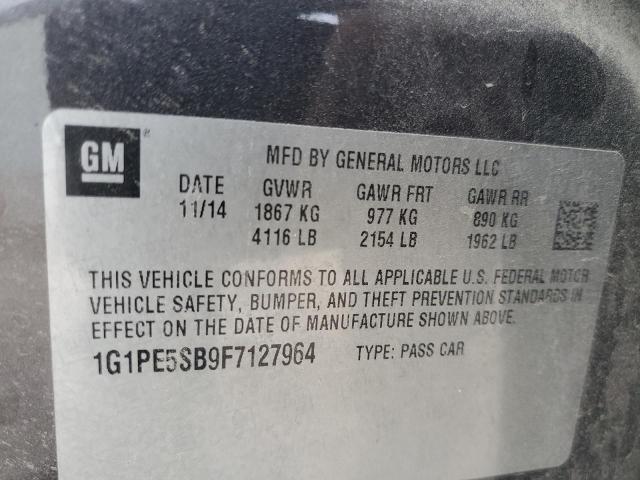 GM®
MFD BY GENERAL MOTORS LLC
DATE GVWR GAWR FRT GAWR RR
11/14 1867 KG 977 KG 890 KG
4116 LB 2154 LB 1962 LB
THIS VEHICLE CONFORMS TO ALL APPLICABLE U.S. FEDERAL MOTOR
VEHICLE SAFETY, BUMPER, AND THEFT PREVENTION STANDARDS IN
EFFECT ON THE DATE OF MANUFACTURE SHOWN ABOVE.
1G1PE5SB9F7127964 TYPE: PASS CAR